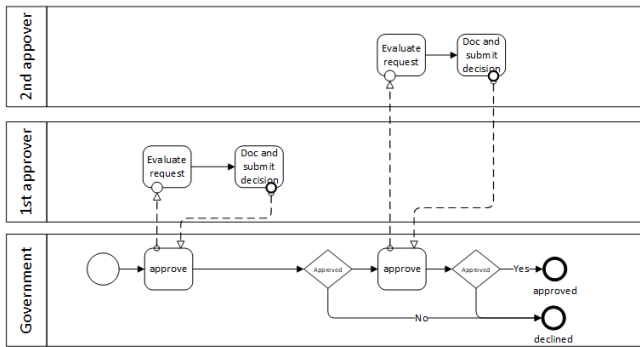 2nd appover
Evaluate
request
Doc and
submit
decision
1st approver
Evaluate
request
Doc and
submit
decision
Government
approve
Approved
approve
Approved
Yes
approved
No
declined